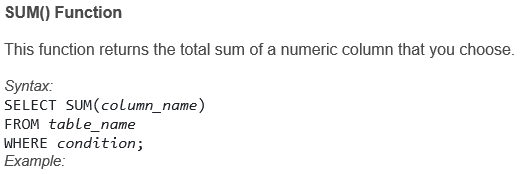 SUM() Function
This function returns the total sum of a numeric column that you choose.
Syntax:
SELECT SUM(column_name)
FROM table_name
WHERE condition;
Example: